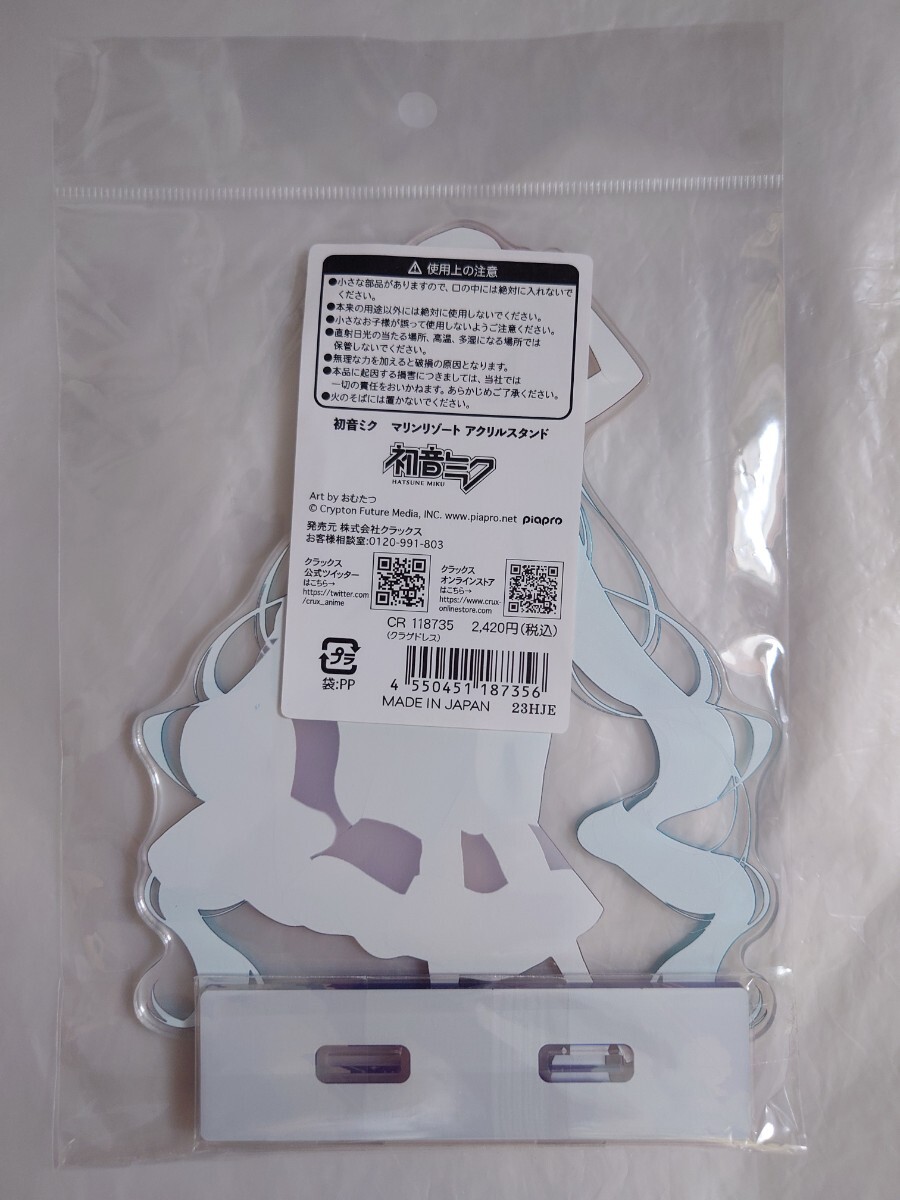 ⚠ 使用上の注意
●小さな部品がありますので、口の中には絶対に入れないで
ください。
●本来の用途以外には絶対に使用しないでください。
●小さなお子様が誤って使用しないようご注意ください。
●直射日光の当たる場所、高温、多湿になる場所では
保管しないでください。
●無理な力を加えると破損の原因となります。
●本品に起因する損害につきましては、当社では
一切の責任をおいかねます。あらかじめご了承ください。
●火のそばには置かないでください。
初音ミク マリンリゾート アクリルスタンド
初音ミク
HATSUNE MIKU
Art by おむたつ
© Crypton Future Media, INC. www.piapro.net piapro
発売元 株式会社クラックス
お客様相談室:0120-991-803
クラックス
公式ツイッター
はこちら→
https://twitter.com
/crux_anime
クラックス
オンラインストア
はこちら→
https://www.crux-
onlinestore.com
CR 118735 2,420円(税込)
(クラゲドレス)
プラ
袋:PP
4 550451 187356
MADE IN JAPAN 23HJE